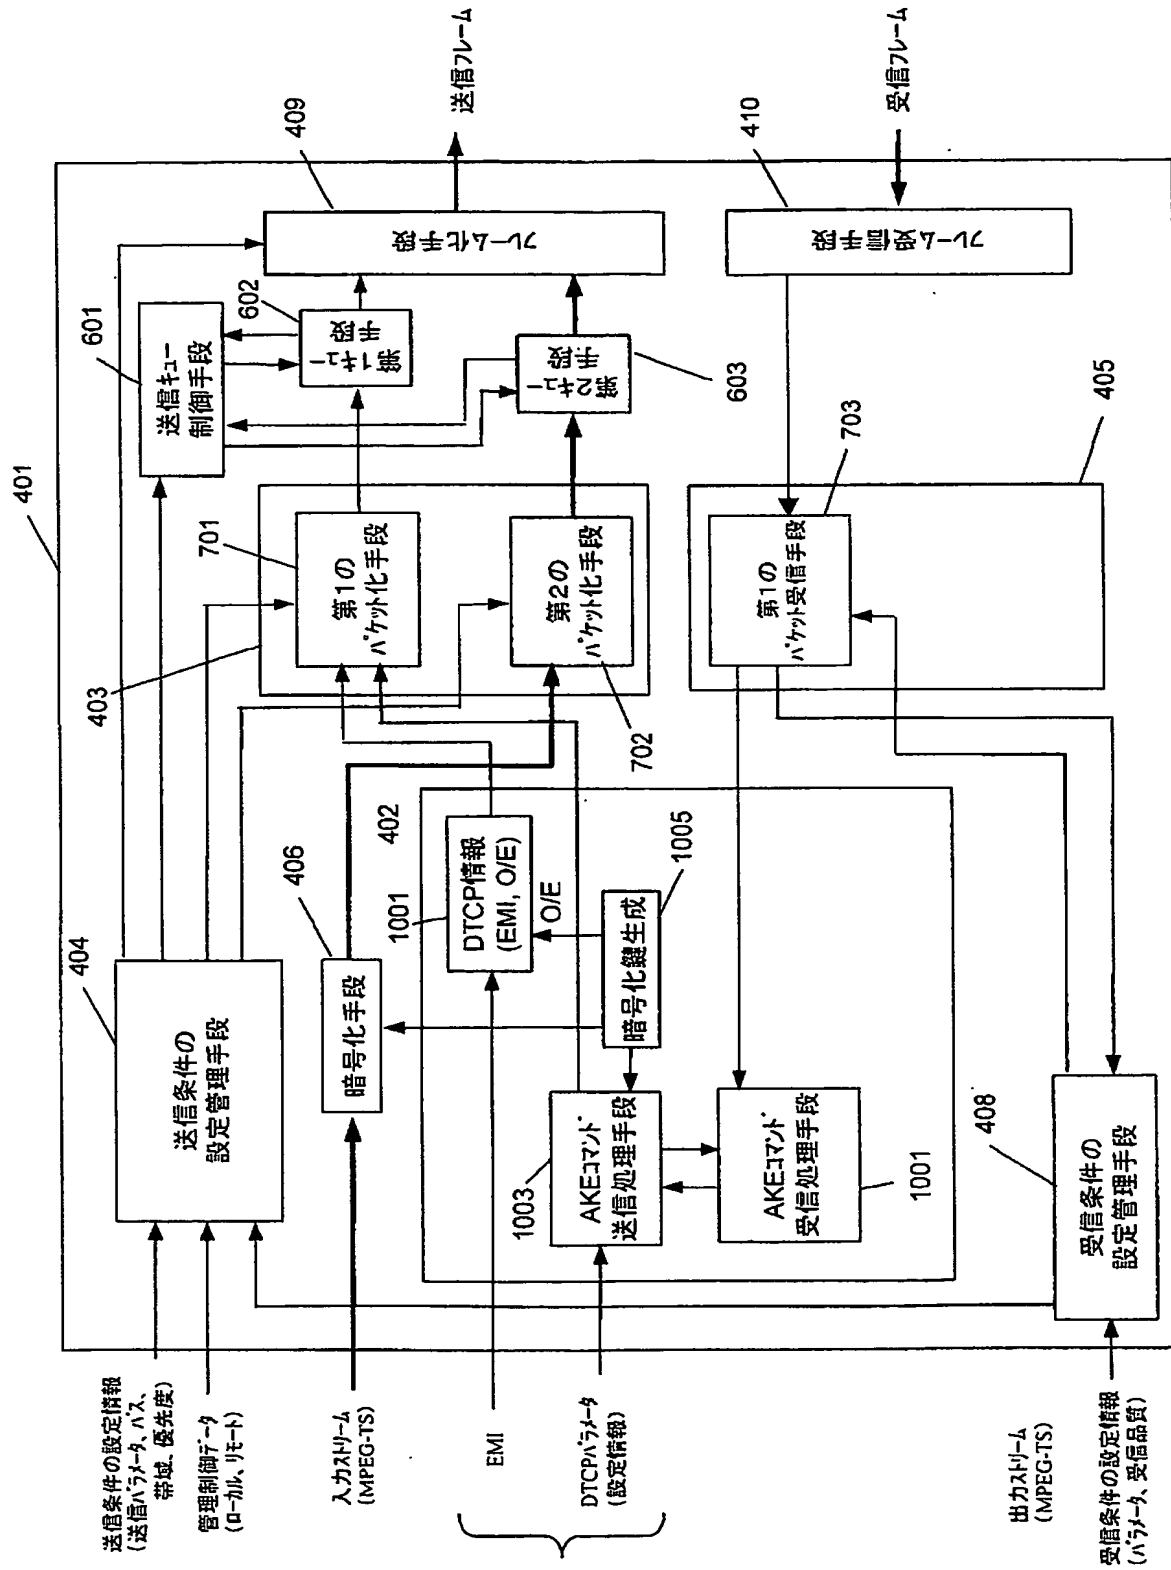 401
送信条件の設定情報
(送信パラメータ、パス、
帯域、優先度)
管理制御データ
(ローカル、リモート)
404
送信条件の
設定管理手段
403
701
第1の
パケット化手段
601
送信キュー
制御手段
602
第1キュー
手段
409
フレーム化手段
送信フレーム
入力ストリーム
(MPEG-TS)
406
暗号化手段
702
第2の
パケット化手段
603
第2キュー
手段
402
EMI
1001
DTCP情報
(EMI, O/E)
O/E
1005
暗号化鍵生成
DTCPパラメータ
(設定情報)
1003
AKEコマンド
送信処理手段
AKEコマンド
受信処理手段
1001
405
703
第1の
パケット受信手段
410
フレーム受信手段
受信フレーム
出力ストリーム
(MPEG-TS)
受信条件の設定情報
(パラメータ、受信品質)
408
受信条件の
設定管理手段